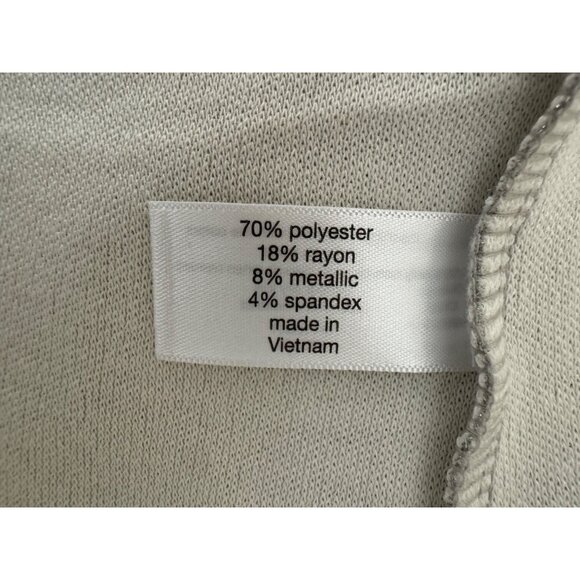 70% polyester
18% rayon
8% metallic
4% spandex
made in
Vietnam